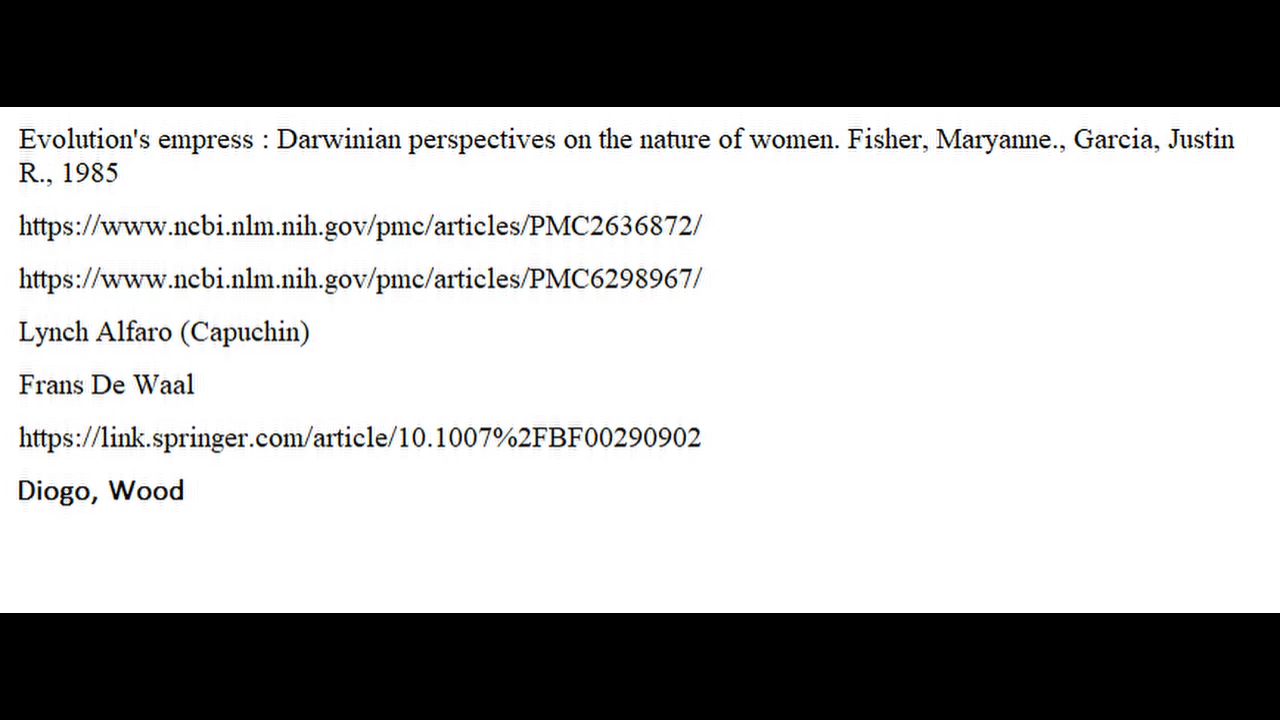 Evolution's empress : Darwinian perspectives on the nature of women. Fisher, Maryanne., Garcia, Justin
R., 1985
https://www.ncbi.nlm.nih.gov/pmc/articles/PMC2636872/
https://www.ncbi.nlm.nih.gov/pmc/articles/PMC6298967/
Lynch Alfaro (Capuchin)
Frans De Waal
https://link.springer.com/article/10.1007%2FBF00290902
Diogo, Wood